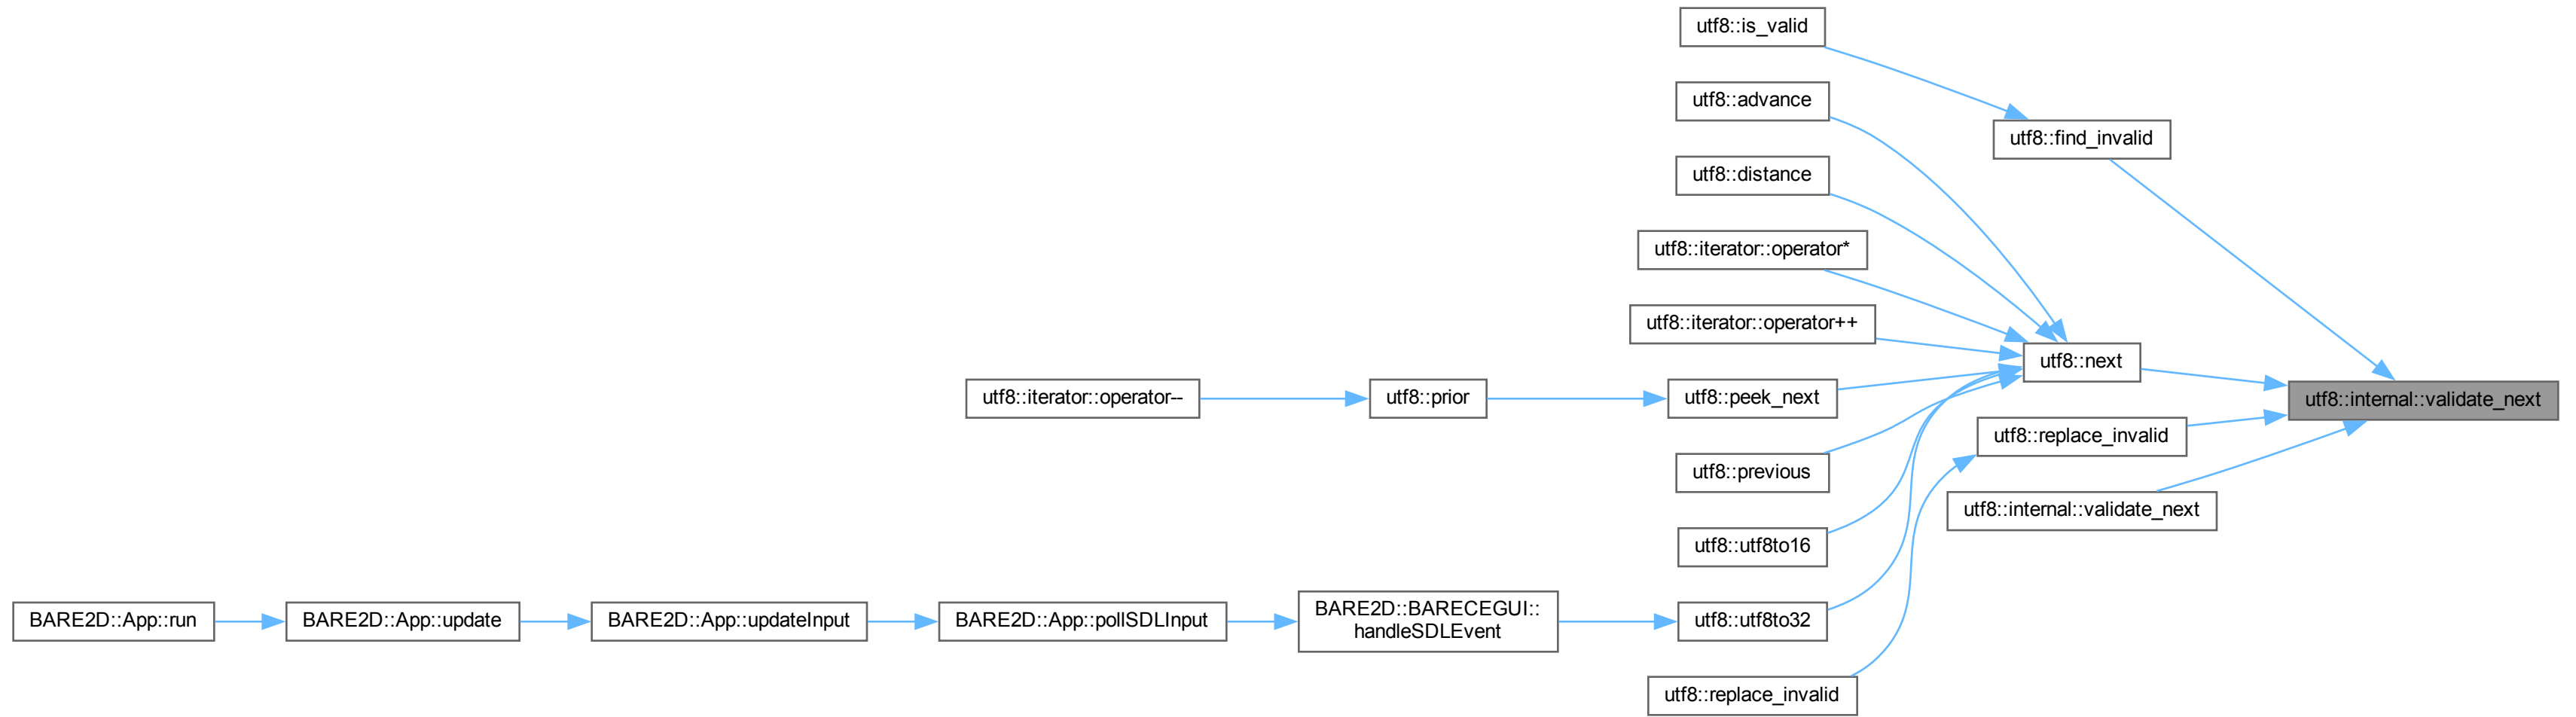 utf8::is_valid
utf8::advance
utf8::find_invalid
utf8::distance
utf8::iterator::operator*
utf8::iterator::operator++
utf8::next
utf8::iterator::operator--
utf8::prior
utf8::peek_next
utf8::internal::validate_next
utf8::replace_invalid
utf8::previous
utf8::internal::validate_next
utf8::utf8to16
BARE2D::App::run
BARE2D::App::update
BARE2D::App::updateInput
BARE2D::App::pollSDLInput
BARE2D::BARECEGUI::
handleSDLEvent
utf8::utf8to32
utf8::replace_invalid